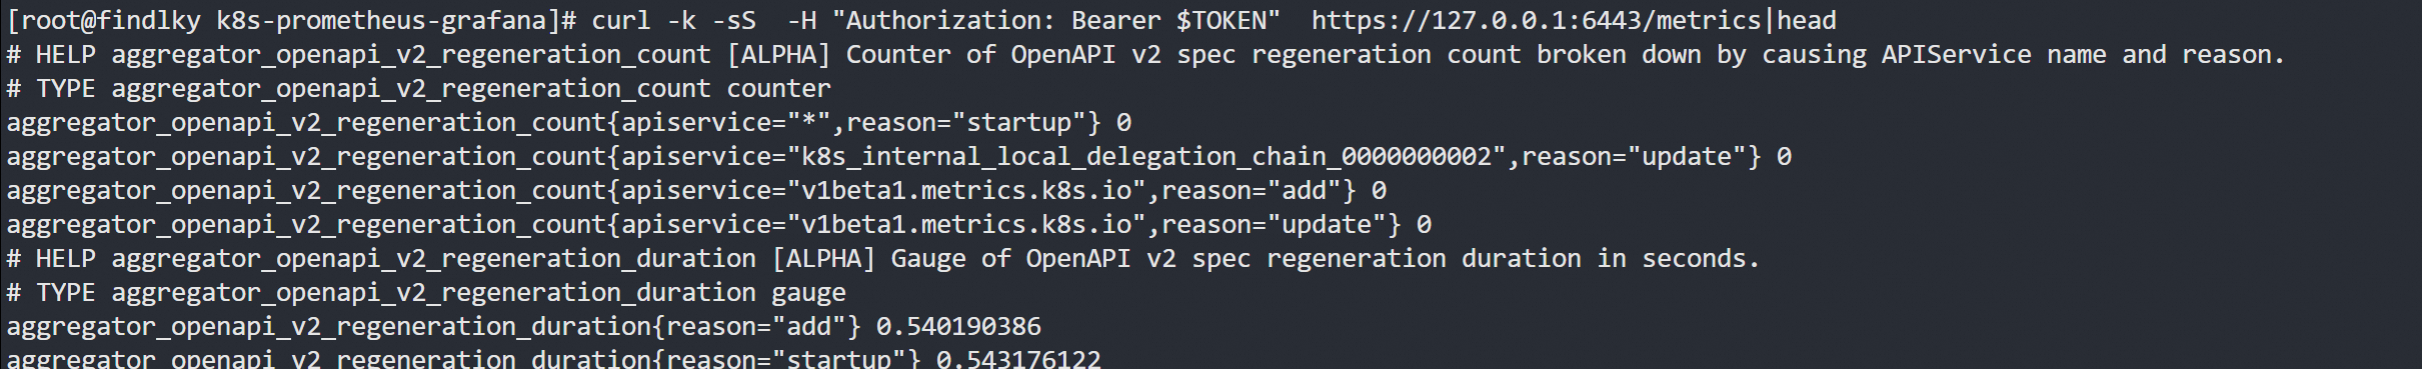 [root@findlky k8s-prometheus-grafana]# curl -k -sS  -H "Authorization: Bearer $TOKEN"  https://127.0.0.1:6443/metrics|head
# HELP aggregator_openapi_v2_regeneration_count [ALPHA] Counter of OpenAPI v2 spec regeneration count broken down by causing APIService name and reason.
# TYPE aggregator_openapi_v2_regeneration_count counter
aggregator_openapi_v2_regeneration_count{apiservice="*",reason="startup"} 0
aggregator_openapi_v2_regeneration_count{apiservice="k8s_internal_local_delegation_chain_0000000002",reason="update"} 0
aggregator_openapi_v2_regeneration_count{apiservice="v1beta1.metrics.k8s.io",reason="add"} 0
aggregator_openapi_v2_regeneration_count{apiservice="v1beta1.metrics.k8s.io",reason="update"} 0
# HELP aggregator_openapi_v2_regeneration_duration [ALPHA] Gauge of OpenAPI v2 spec regeneration duration in seconds.
# TYPE aggregator_openapi_v2_regeneration_duration gauge
aggregator_openapi_v2_regeneration_duration{reason="add"} 0.540190386
aggregator_openapi_v2_regeneration_duration{reason="startup"} 0.543176122